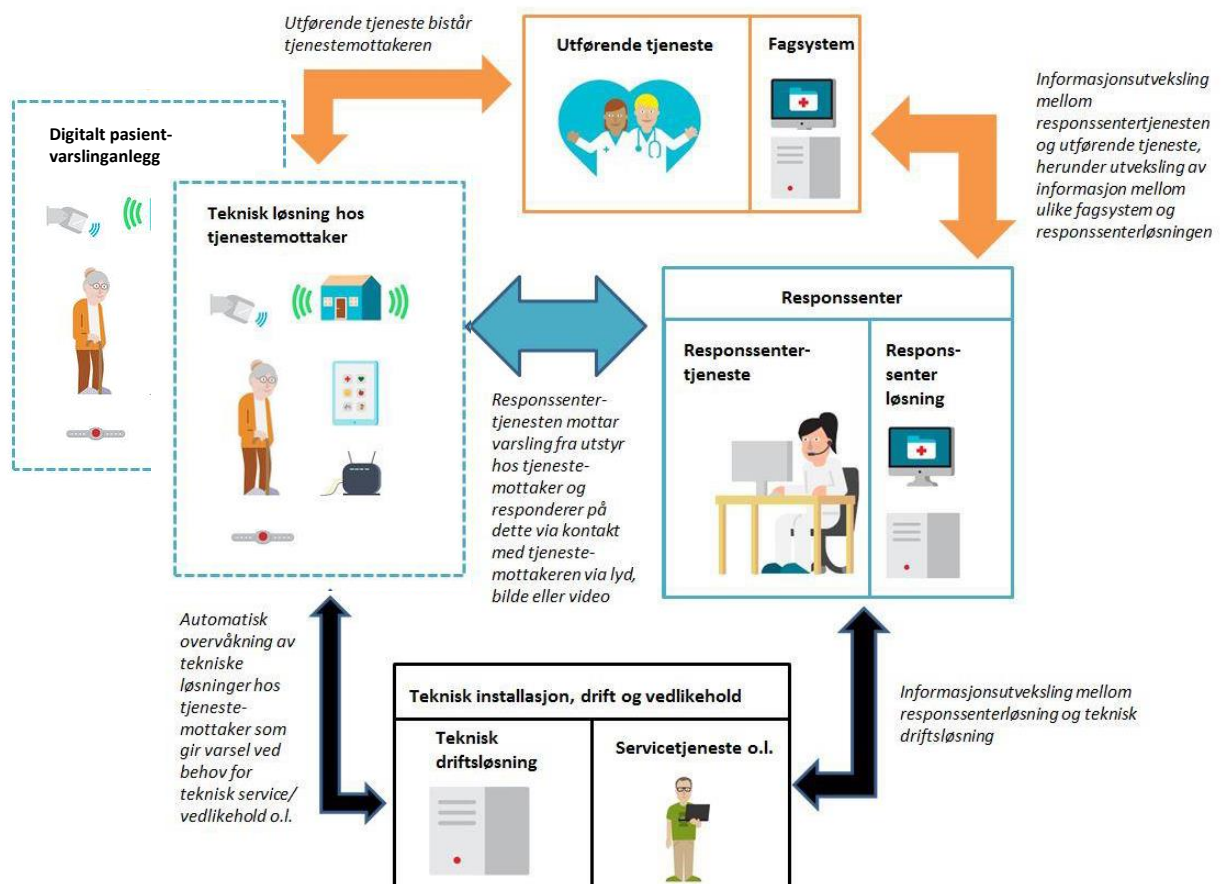 Utførende tjeneste bistår
tjenestemottakeren
Utførende tjeneste
Fagsystem
Informasjonsutveksling
mellom
responssentertjenesten
og utførende tjeneste,
herunder utveksling av
informasjon mellom
ulike fagsystem og
responssenterløsningen
Digitalt pasient-
varslinganlegg
Teknisk løsning hos
tjenestemottaker
Responssenter
Responssenter-
tjeneste
Respons-
senter
løsning
Responssenter-
tjenesten mottar
varsling fra utstyr
hos tjeneste-
mottaker og
responderer på
dette via kontakt
med tjeneste-
mottakeren via lyd,
bilde eller video
Automatisk
overvåkning av
tekniske
løsninger hos
tjeneste-
mottaker som
gir varsel ved
behov for
teknisk service/
vedlikehold o.l.
Teknisk installasjon, drift og vedlikehold
Teknisk
driftsløsning
Servicetjeneste o.l.
Informasjonsutveksling mellom
responssenterløsning og teknisk
driftsløsning